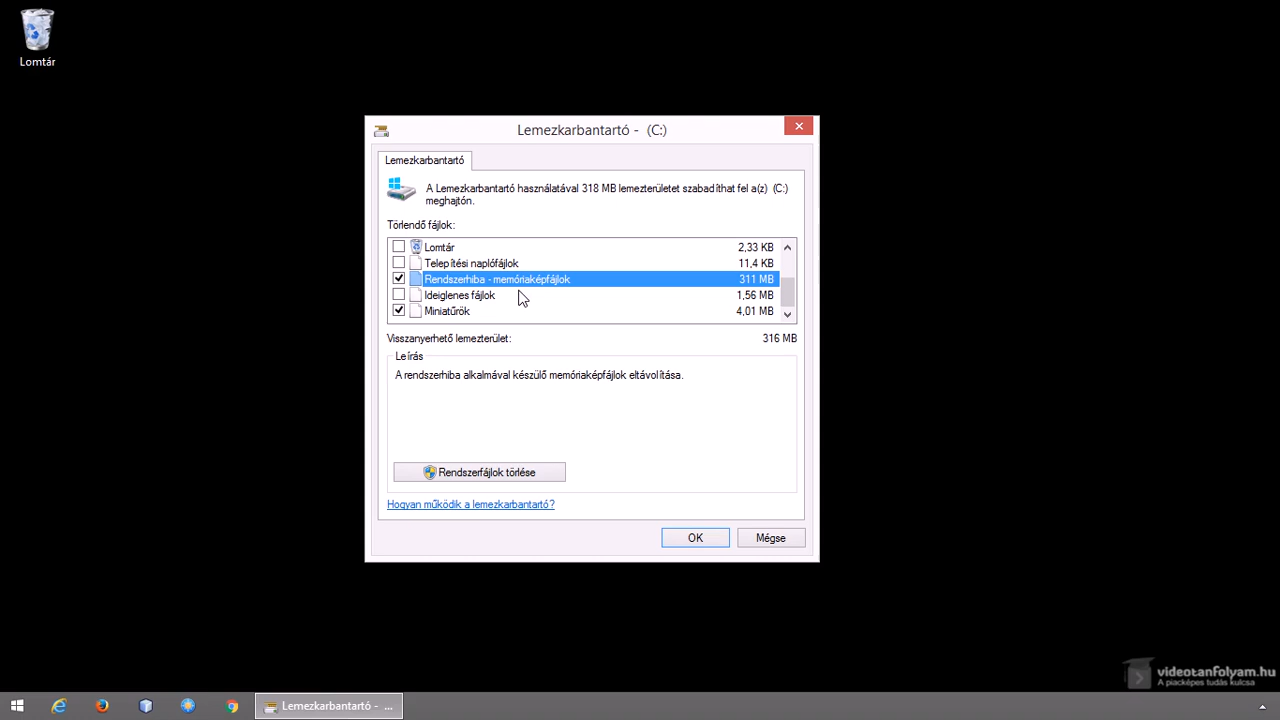 Lomtár
Lemezkarbantartó - (C:)
Lemezkarbantartó
A Lemezkarbantartó használatával 318 MB lemezterületet szabadíthat fel a(z) (C:)
meghajtón.
Törlendő fájlok:
Lomtár 2,33 KB
Telepítési naplófájlok 11,4 KB
Rendszerhiba - memóriaképfájlok 311 MB
Ideiglenes fájlok 1,56 MB
Miniatűrök 4,01 MB
Visszanyerhető lemezterület: 316 MB
Leírás
A rendszerhiba alkalmával készülő memóriaképfájlok eltávolítása.
Rendszerfájlok törlése
Hogyan működik a lemezkarbantartó?
OK Mégse
videotanfolyam.hu
A piacképes tudás kulcsa
Lemezkarbantartó - ...